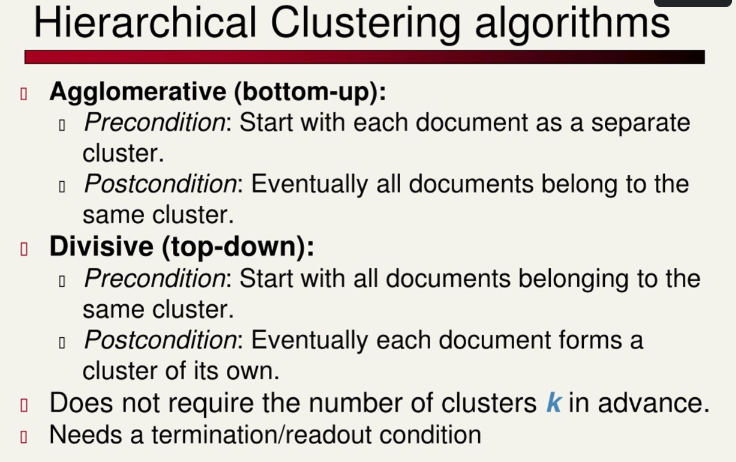 Hierarchical Clustering algorithms
Agglomerative (bottom-up):
Precondition: Start with each document as a separate
cluster.
Postcondition: Eventually all documents belong to the
same cluster.
Divisive (top-down):
Precondition: Start with all documents belonging to the
same cluster.
Postcondition: Eventually each document forms a
cluster of its own.
Does not require the number of clusters k in advance.
Needs a termination/readout condition